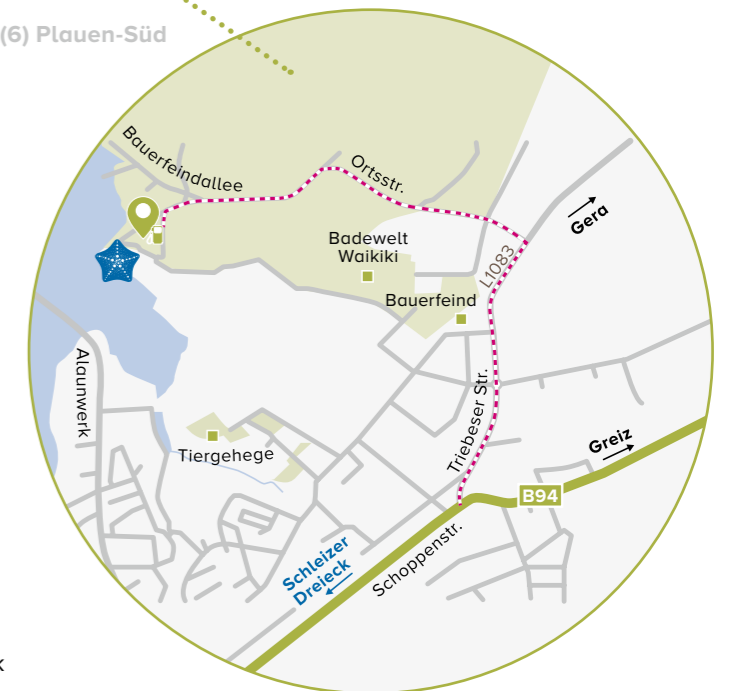 (6) Plauen-Süd
Bauerfeindallee
Ortsstr.
Gera
Badewelt
Waikiki
L1083
Bauerfeind
Alaunwerk
Triebeser Str.
Tiergehege
Greiz
B94
Schleizer
Dreieck
Schoppenstr.
k